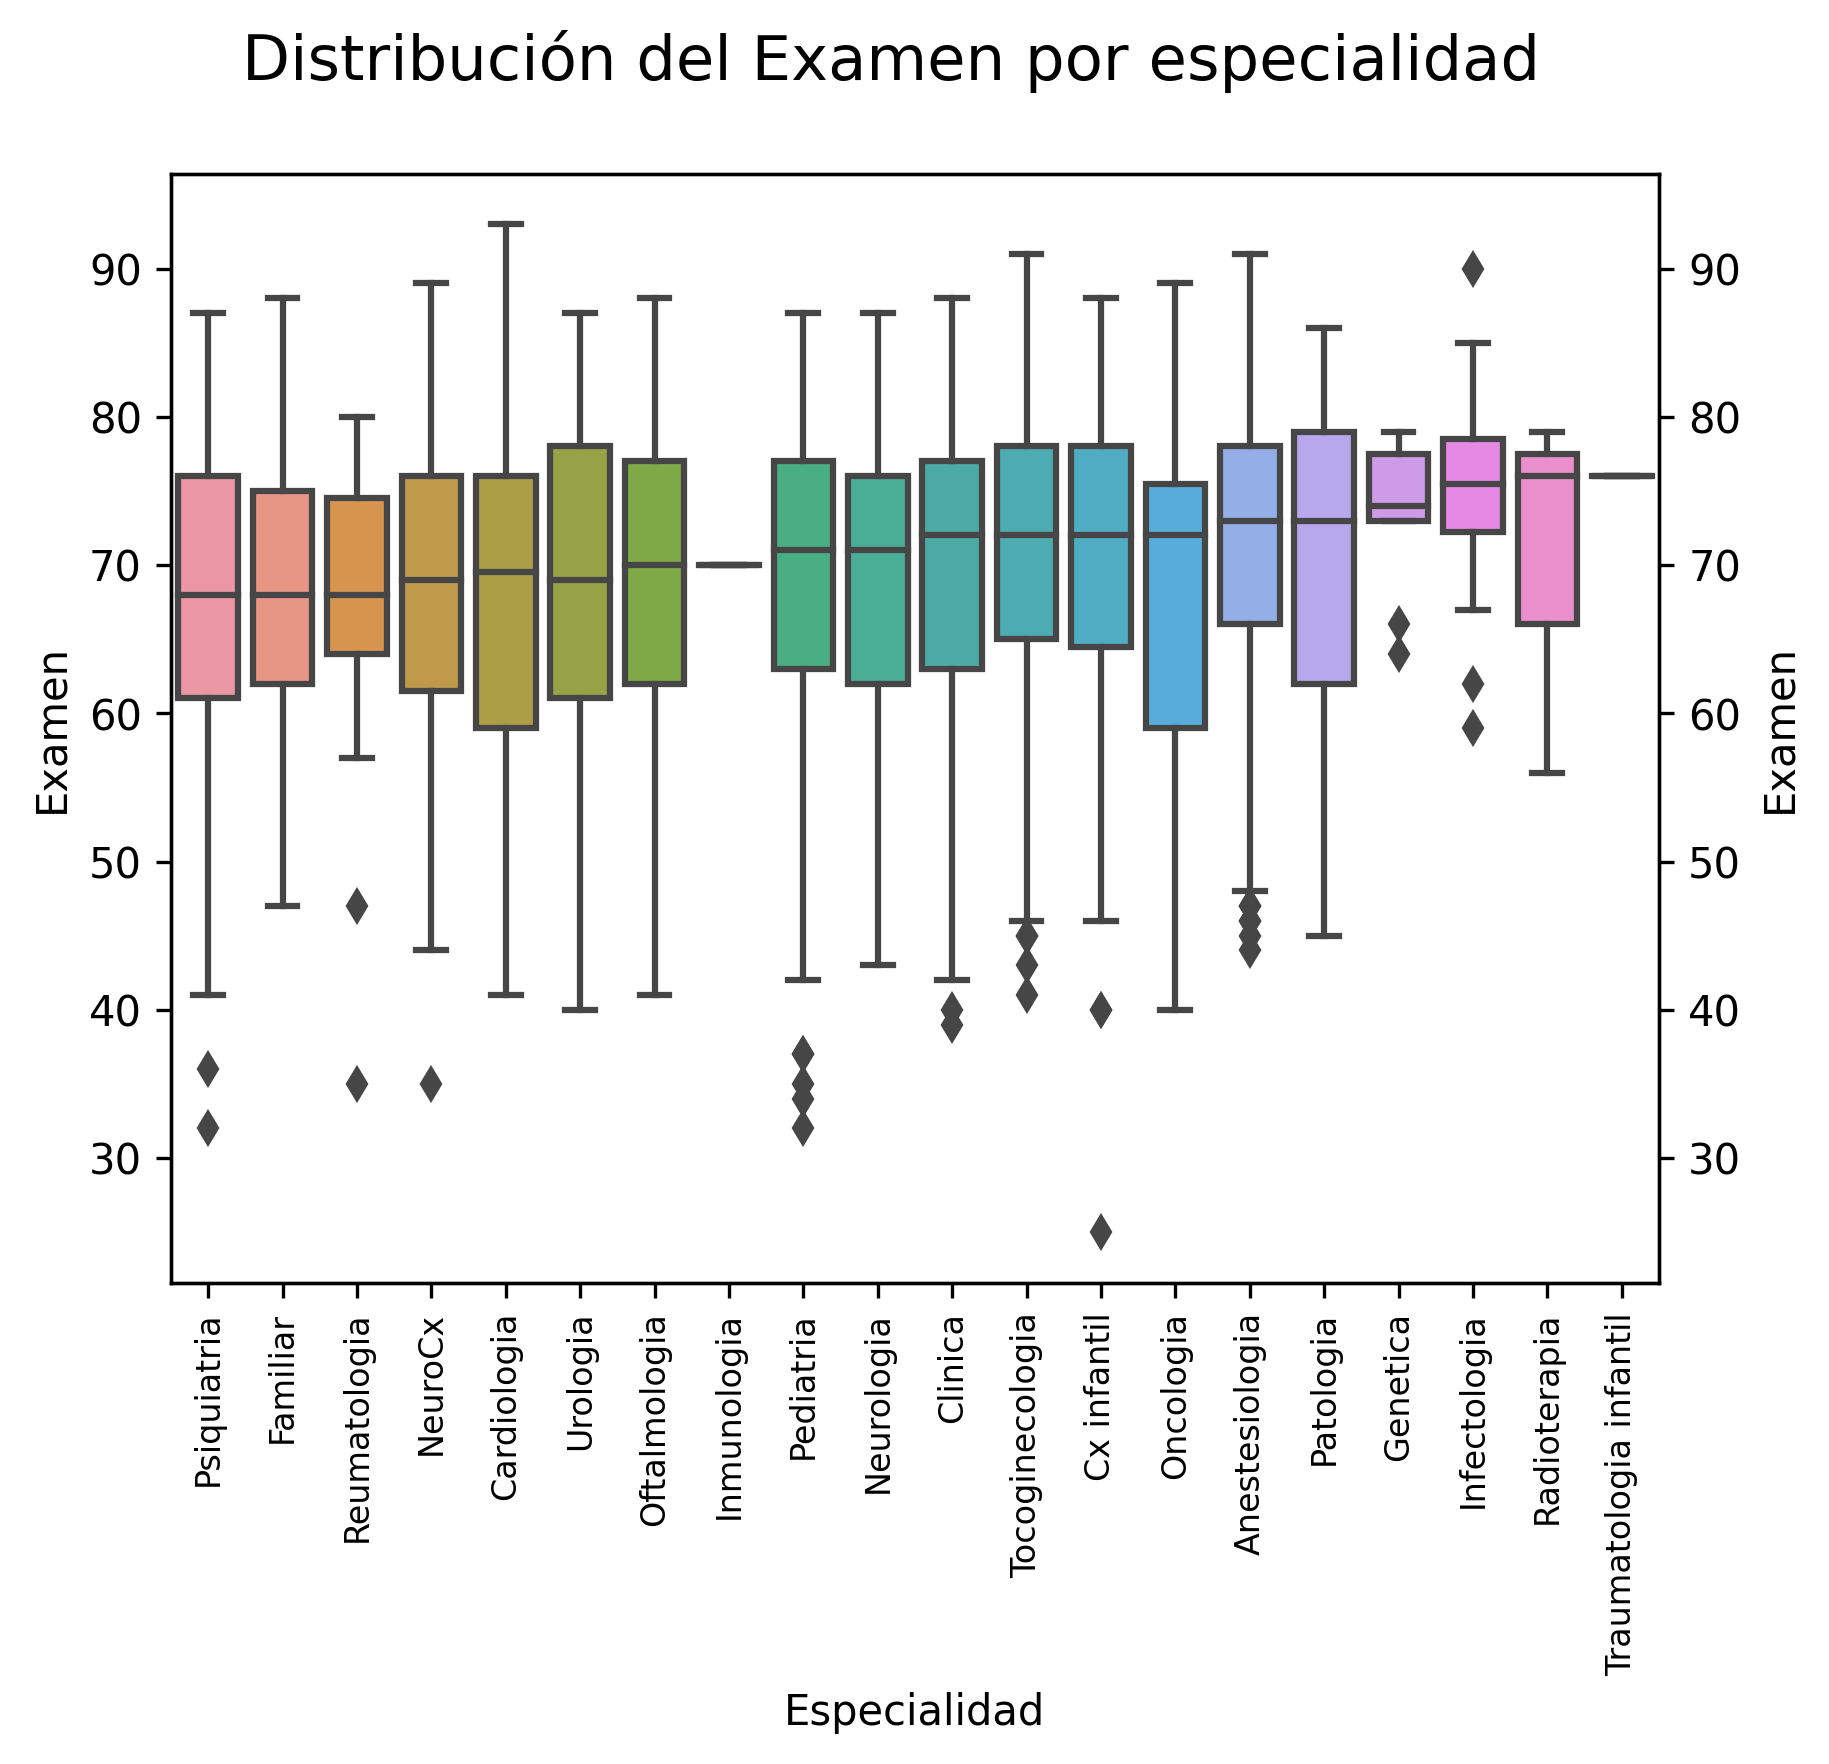 Distribución del Examen por especialidad
90
80
70
60
50
40
30
Examen
90
80
70
60
50
40
30
Examen
Psiquiatria
Familiar
Reumatologia
NeuroCx
Cardiologia
Urologia
Oftalmologia
Inmunologia
Pediatria
Neurologia
Clinica
Tocoginecologia
Cx infantil
Oncologia
Anestesiologia
Patologia
Genetica
Infectologia
Radioterapia
Traumatologia infantil
Especialidad